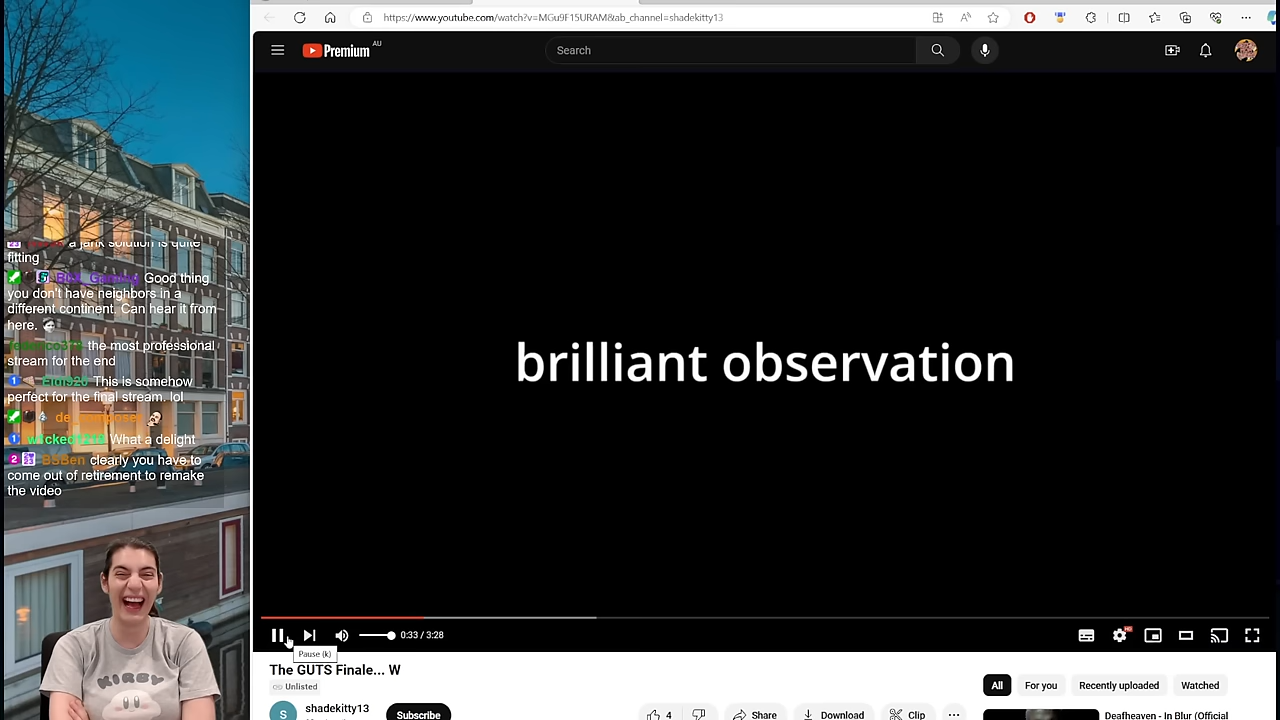 https://www.youtube.com/watch?v=MGu9F15URAM&ab_channel=shadekitty13
Premium AU
Search
a jank solution is quite
fitting
Good thing
you don't have neighbors in a
different continent. Can hear it from
here.
the most professional
stream for the end
This is somehow
perfect for the final stream. lol
w1cked1214 What a delight
BSBen clearly you have to
come out of retirement to remake
the video
KIRBY
brilliant observation
0:33 / 3:28
HD
Pause (k)
The GUTS Finale... W
Unlisted
S
shadekitty13
Subscribe
4
Share
Download
Clip
All
For you
Recently uploaded
Watched
Deafheaven - In Blur (Official